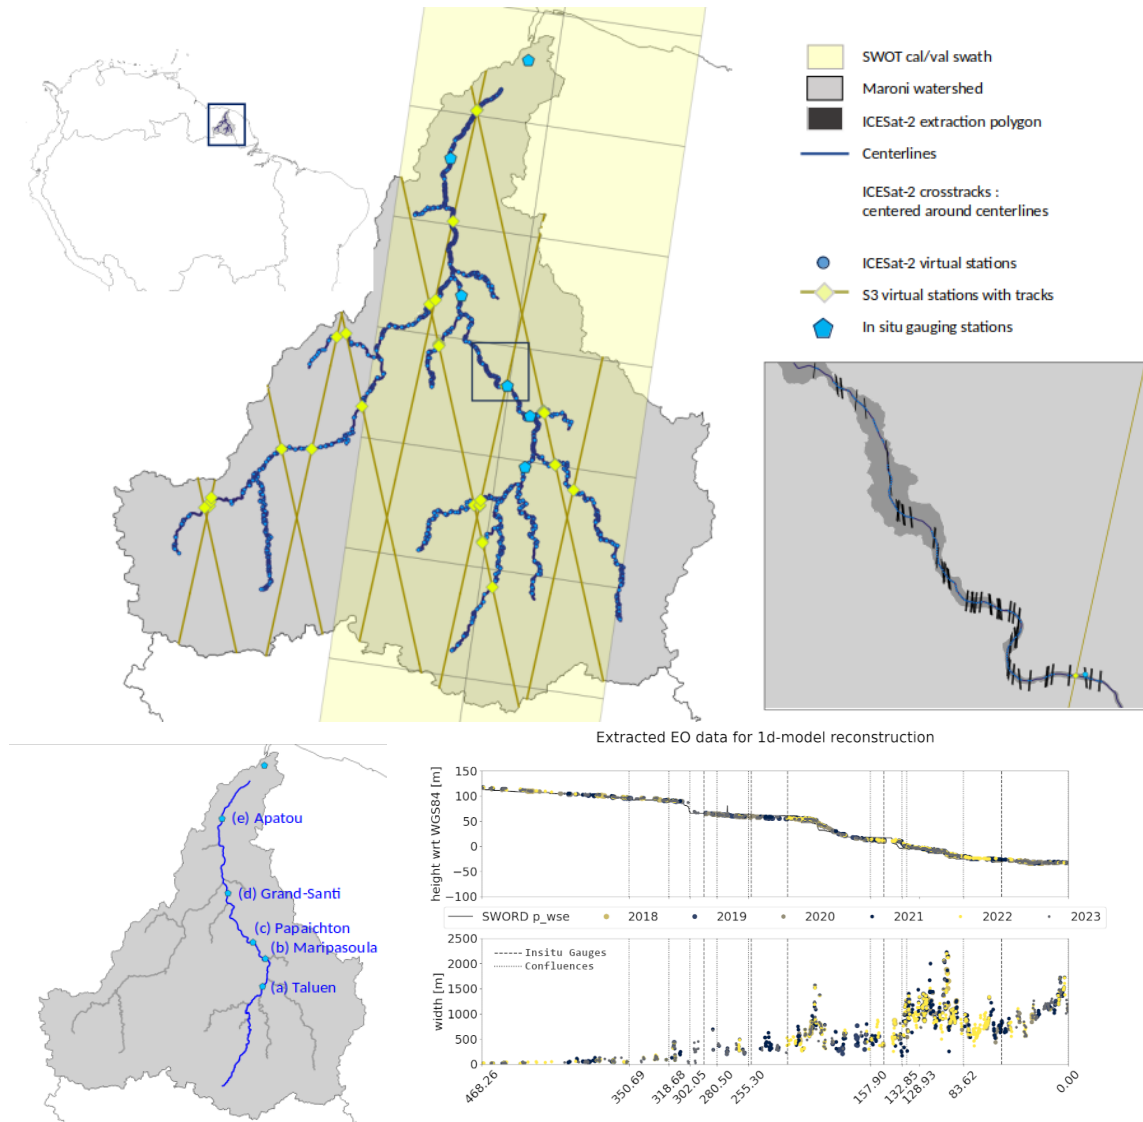 SWOT cal/val swath
Maroni watershed
ICESat-2 extraction polygon
Centerlines
ICESat-2 crosstracks :
centered around centerlines
ICESat-2 virtual stations
S3 virtual stations with tracks
In situ gauging stations
(e) Apatou
(d) Grand-Santi
(c) Papaichton
(b) Maripasoula
(a) Taluen
Extracted EO data for 1d-model reconstruction
height wrt WGS84 [m]
150
100
50
0
−50
−100
SWORD p_wse
2018
2019
2020
2021
2022
2023
width [m]
2500
2000
1500
1000
500
0
Insitu Gauges
Confluences
468.26
350.69
318.68
302.05
280.50
255.30
157.90
132.85
128.93
83.62
0.00